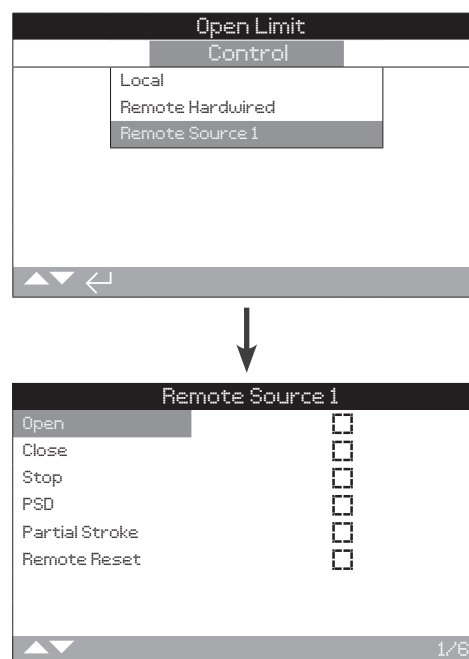 Open Limit
Control
Local
Remote Hardwired
Remote Source 1
Remote Source 1
Open
Close
Stop
PSD
Partial Stroke
Remote Reset
1/6